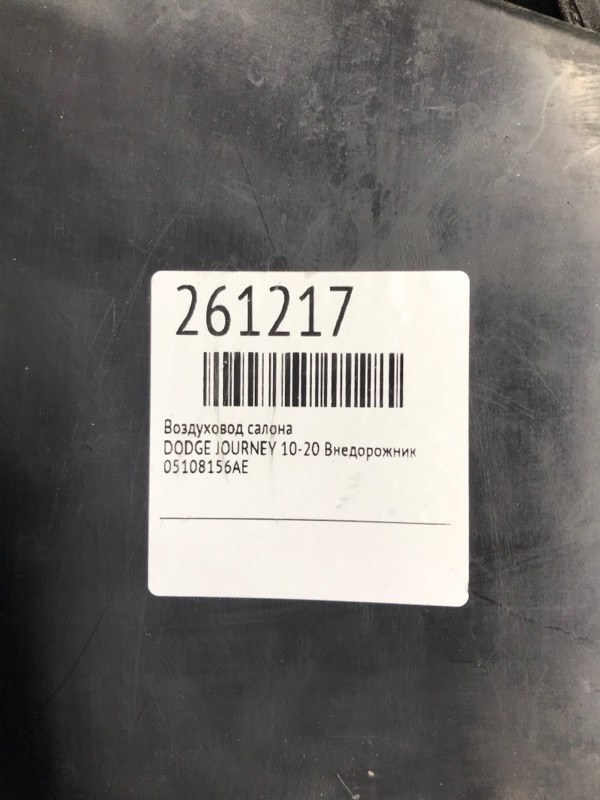 261217
Воздуховод салона
DODGE JOURNEY 10-20 Внедорожник
05108156AE